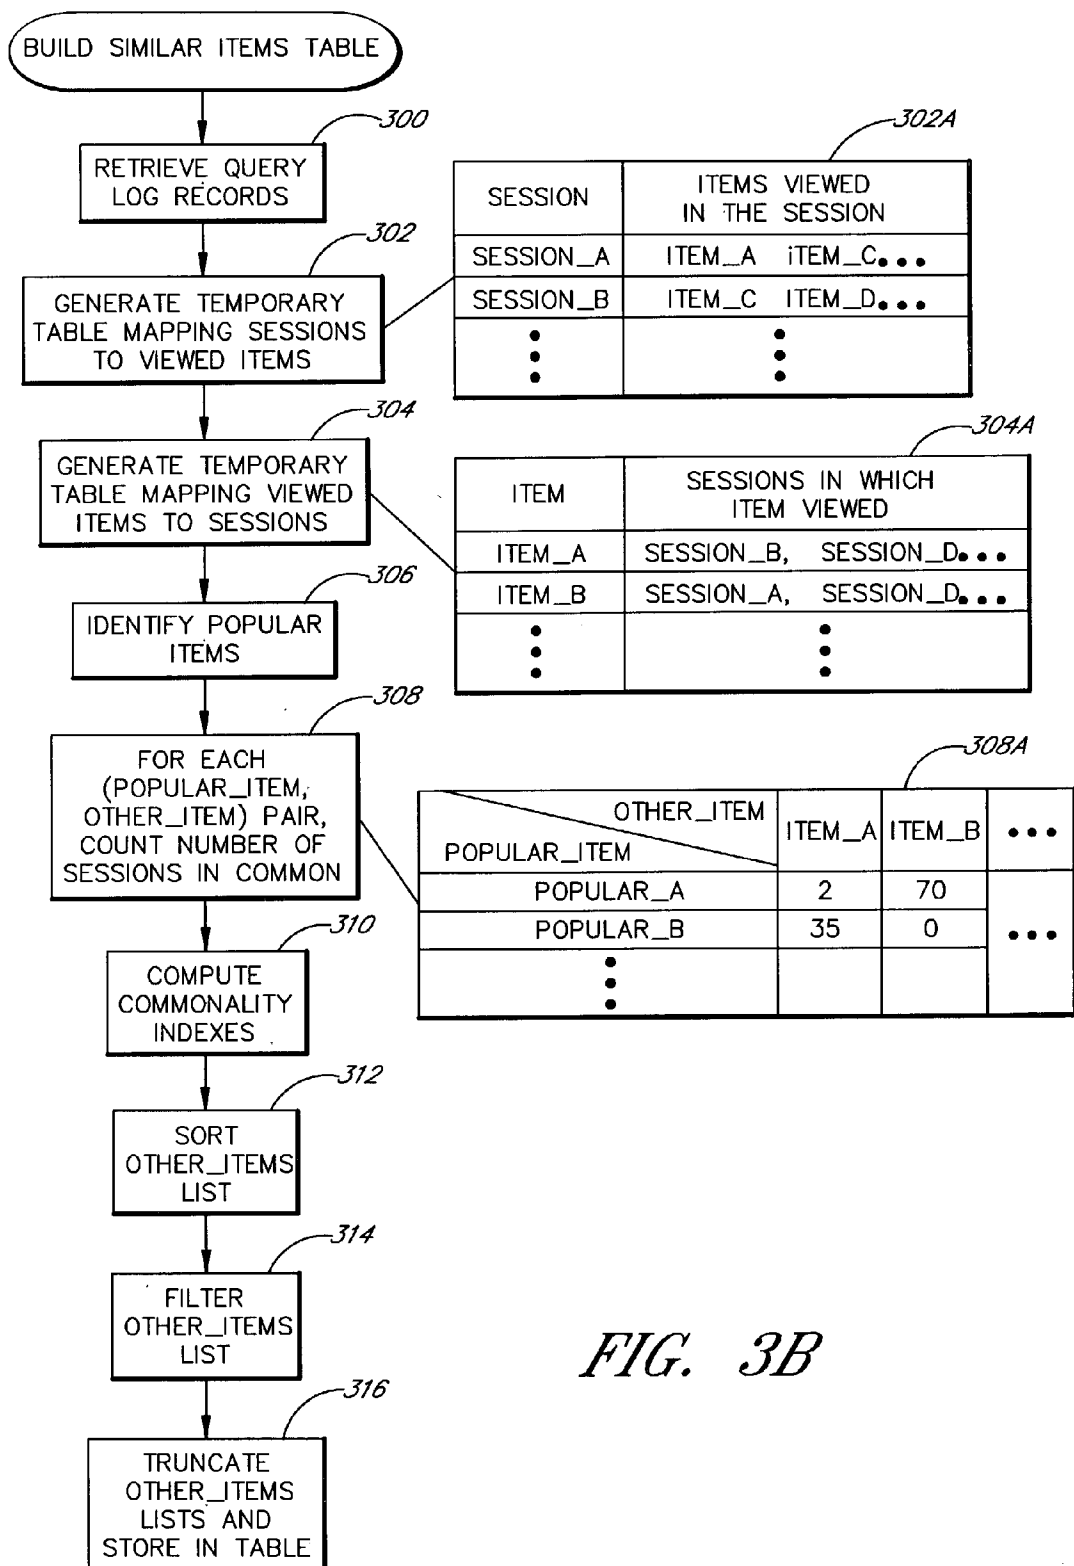 BUILD SIMILAR ITEMS TABLE
300
RETRIEVE QUERY
LOG RECORDS
302
GENERATE TEMPORARY
TABLE MAPPING SESSIONS
TO VIEWED ITEMS
302A
SESSION
ITEMS VIEWED
IN THE SESSION
SESSION_A ITEM_A iTEM_C...
SESSION_B ITEM_C ITEM_D...
304
GENERATE TEMPORARY
TABLE MAPPING VIEWED
ITEMS TO SESSIONS
304A
ITEM
SESSIONS IN WHICH
ITEM VIEWED
ITEM_A SESSION_B, SESSION_D...
ITEM_B SESSION_A, SESSION_D...
306
IDENTIFY POPULAR
ITEMS
308
FOR EACH
(POPULAR_ITEM,
OTHER_ITEM) PAIR,
COUNT NUMBER OF
SESSIONS IN COMMON
308A
OTHER_ITEM
POPULAR_ITEM
ITEM_A ITEM_B ...
POPULAR_A 2 70
POPULAR_B 35 0 ...
310
COMPUTE
COMMONALITY
INDEXES
312
SORT
OTHER_ITEMS
LIST
314
FILTER
OTHER_ITEMS
LIST
316
TRUNCATE
OTHER_ITEMS
LISTS AND
STORE IN TABLE
FIG. 3B